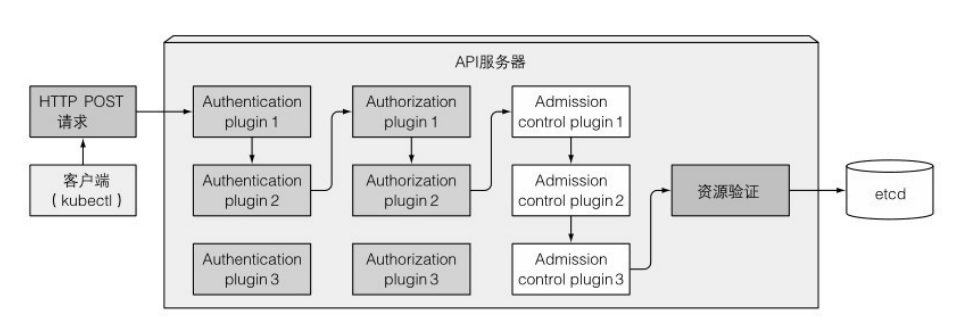 API服务器
HTTP POST
请求
客户端
（kubectl）
Authentication
plugin 1
Authentication
plugin 2
Authentication
plugin 3
Authorization
plugin 1
Authorization
plugin 2
Authorization
plugin 3
Admission
control plugin 1
Admission
control plugin 2
Admission
control plugin 3
资源验证
etcd